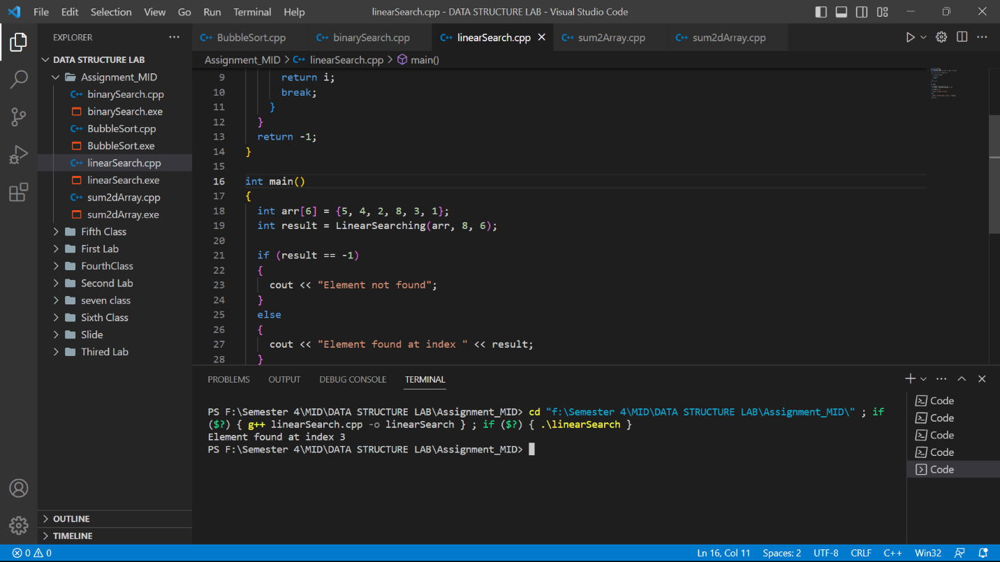 File Edit Selection View Go Run Terminal Help
linearSearch.cpp - DATA STRUCTURE LAB - Visual Studio Code
EXPLORER
DATA STRUCTURE LAB
Assignment_MID
binarySearch.cpp
binarySearch.exe
BubbleSort.cpp
BubbleSort.exe
linearSearch.cpp
linearSearch.exe
sum2dArray.cpp
sum2dArray.exe
Fifth Class
First Lab
FourthClass
Second Lab
seven class
Sixth Class
Slide
Thired Lab
OUTLINE
TIMELINE
BubbleSort.cpp binarySearch.cpp linearSearch.cpp sum2Array.cpp sum2dArray.cpp
Assignment_MID > linearSearch.cpp > main()
9 return i;
10 break;
11 }
12 }
13 return -1;
14 }
15
16 int main()
17 {
18 int arr[6] = {5, 4, 2, 8, 3, 1};
19 int result = LinearSearching(arr, 8, 6);
20
21 if (result == -1)
22 {
23 cout << "Element not found";
24 }
25 else
26 {
27 cout << "Element found at index " << result;
28 }
PROBLEMS OUTPUT DEBUG CONSOLE TERMINAL
PS F:\Semester 4\MID\DATA STRUCTURE LAB\Assignment_MID> cd "f:\Semester 4\MID\DATA STRUCTURE LAB\Assignment_MID\" ; if
($?) { g++ linearSearch.cpp -o linearSearch } ; if ($?) { .\linearSearch }
Element found at index 3
PS F:\Semester 4\MID\DATA STRUCTURE LAB\Assignment_MID>
Code
Code
Code
Code
Code
0 0
Ln 16, Col 11 Spaces: 2 UTF-8 CRLF C++ Win32